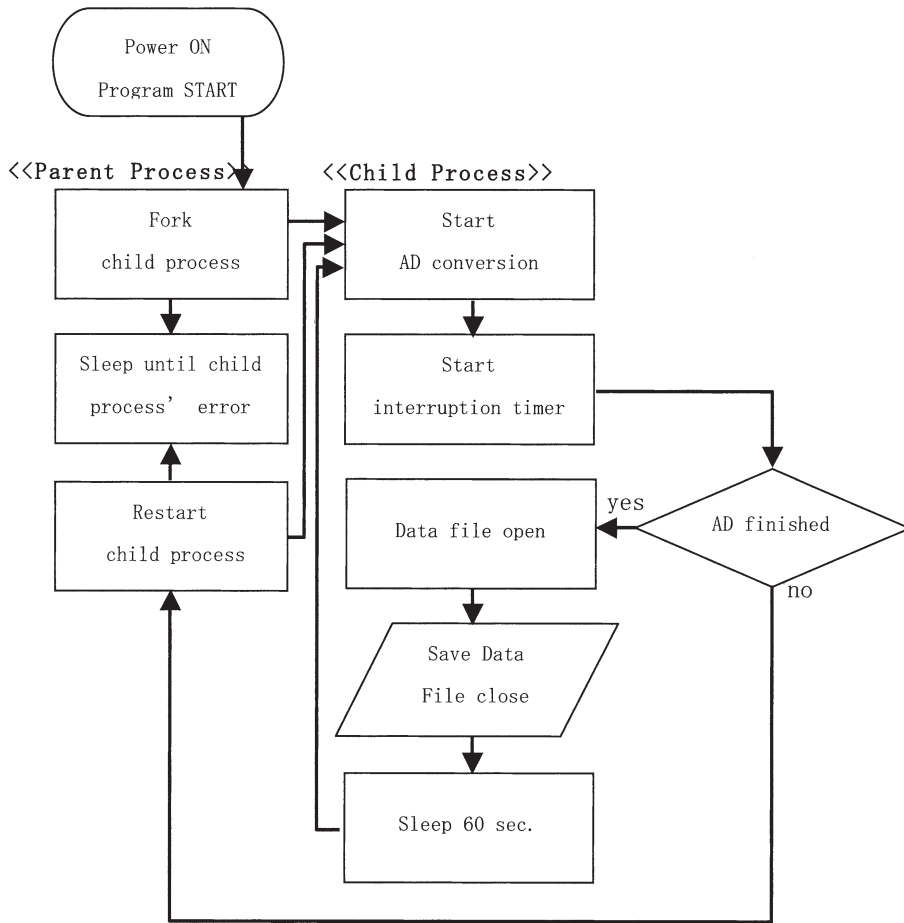 Power ON
Program START
<<Parent Process>>
<<Child Process>>
Fork
child process
Start
AD conversion
Sleep until child
process' error
Start
interruption timer
Restart
child process
Data file open
yes
AD finished
no
Save Data
File close
Sleep 60 sec.